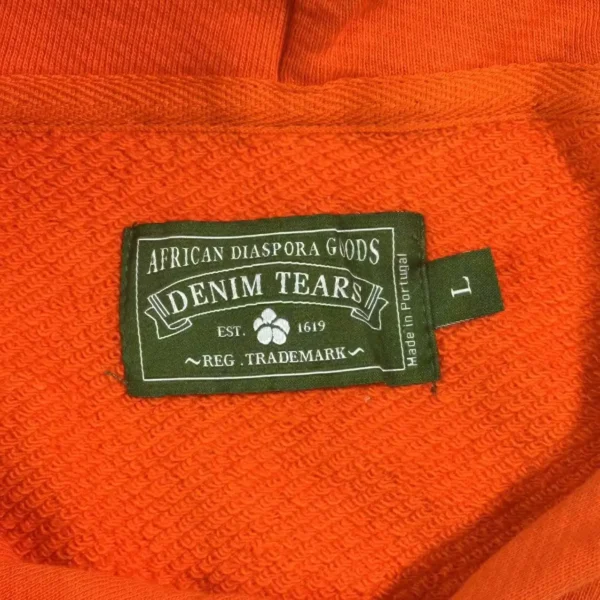 AFRICAN DIASPORA GOODS
DENIM TEARS
EST. 1619
~REG .TRADEMARK~
Made in Portugal
L